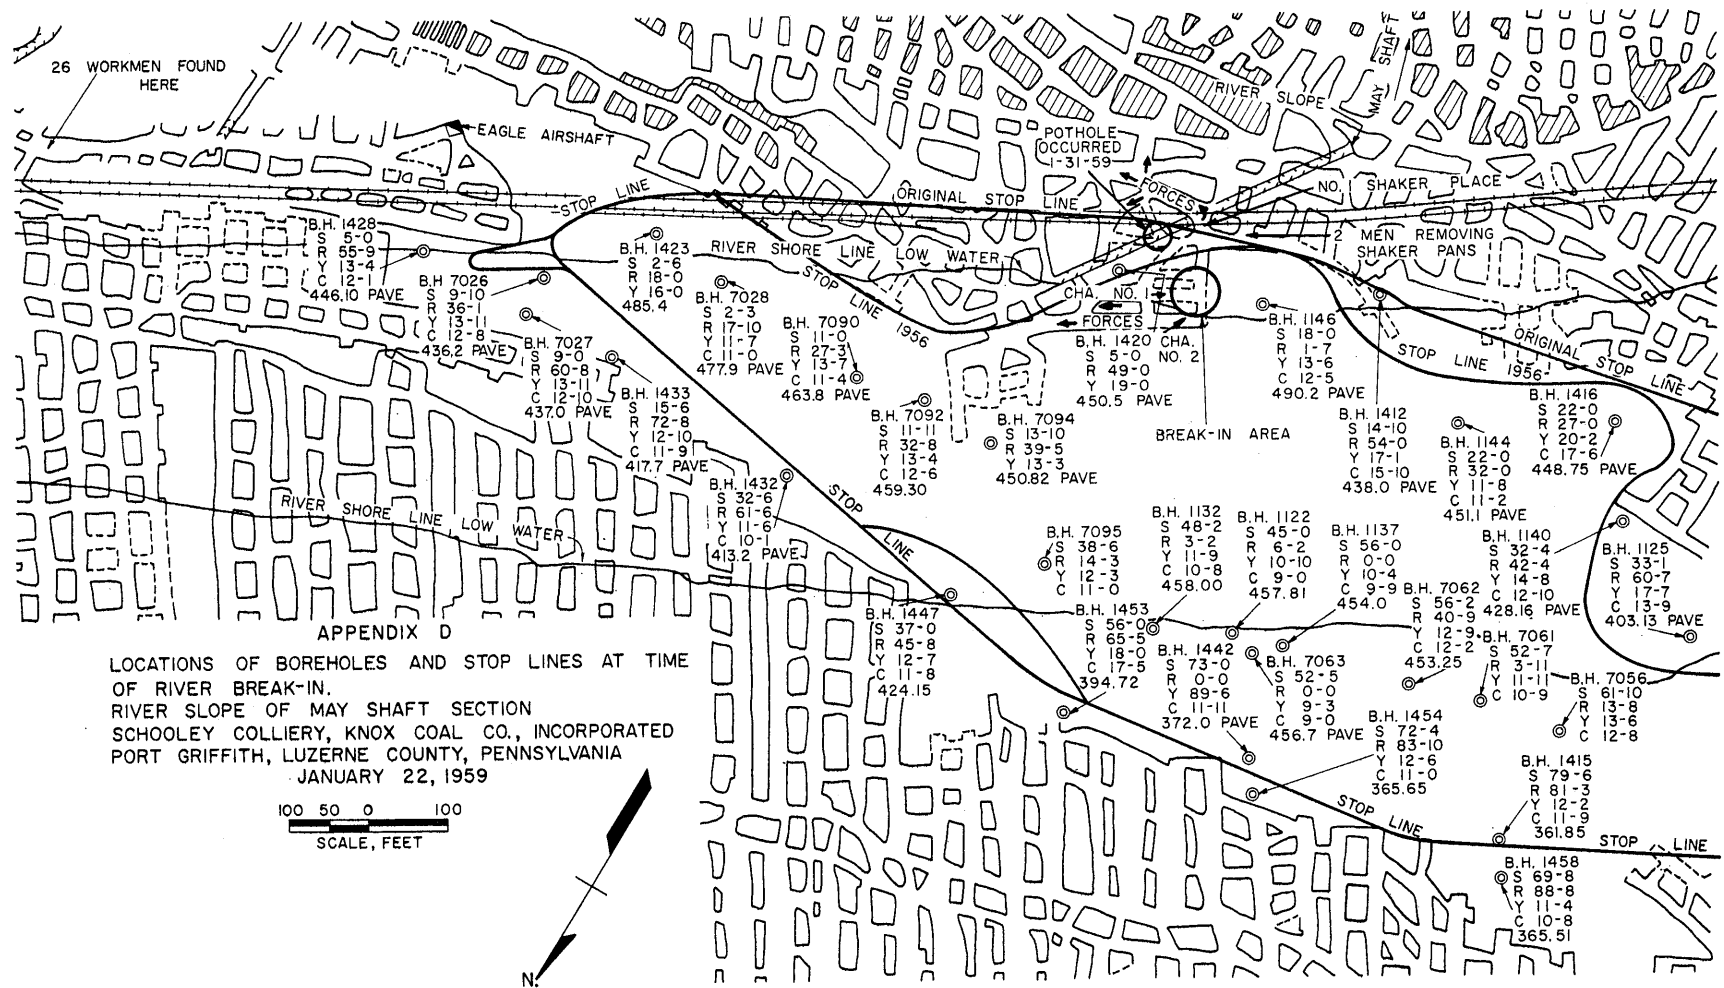 26 WORKMEN FOUND
HERE
EAGLE AIRSHAFT
POTHOLE
OCCURRED
1-31-59
RIVER SLOPE
MAY SHAFT
FORCES
NO. 1 SHAKER PLACE
2 MEN REMOVING
SHAKER PANS
STOP LINE
ORIGINAL STOP LINE
RIVER SHORE LINE LOW WATER
STOP LINE 1956
CHA. NO. 1
FORCES
CHA.
NO. 2
BREAK-IN AREA
STOP LINE 1956
ORIGINAL STOP LINE
B.H. 1428
S 5-0
R 55-9
Y 13-4
C 12-1
446.10 PAVE
B.H 7026
S 9-10
R 36-1
Y 13-11
C 12-8
436.2 PAVE
B.H. 7027
S 9-0
R 60-8
Y 13-11
C 12-10
437.0 PAVE
B.H. 1423
S 2-6
R 18-0
Y 16-0
485.4
B.H. 7028
S 2-3
R 17-10
Y 11-7
C 11-0
477.9 PAVE
B.H. 7090
S 11-0
R 27-3
Y 13-7
C 11-4
463.8 PAVE
B.H. 1433
S 15-6
R 72-8
Y 12-10
C 11-9
417.7 PAVE
B.H. 7092
S 11-11
R 32-8
Y 13-4
C 12-6
459.30
B.H. 7094
S 13-10
R 39-5
Y 13-3
450.82 PAVE
B.H. 1420
S 5-0
R 49-0
Y 19-0
450.5 PAVE
B.H. 1146
S 18-0
R 1-7
Y 13-6
C 12-5
490.2 PAVE
B.H. 1412
S 14-10
R 54-0
Y 17-1
C 15-10
438.0 PAVE
B.H. 1144
S 22-0
R 32-0
Y 11-8
C 11-2
451.1 PAVE
B.H. 1416
S 22-0
R 27-0
Y 20-2
C 17-6
448.75 PAVE
B.H. 1432
S 32-6
R 61-6
Y 11-6
C 10-1
413.2 PAVE
STOP LINE
RIVER SHORE LINE LOW WATER
B.H. 7095
S 38-6
R 14-3
Y 12-3
C 11-0
B.H. 1132
S 48-2
R 3-2
Y 11-9
C 10-8
458.00
B.H. 1122
S 45-0
R 6-2
Y 10-10
C 9-0
457.81
B.H. 1137
S 56-0
R 0-0
Y 10-4
C 9-9
454.0
B.H. 7062
S 56-2
R 40-9
Y 12-9
C 12-2
453.25
B.H. 1140
S 32-4
R 42-4
Y 14-8
C 12-10
428.16 PAVE
B.H. 1125
S 33-1
R 60-7
Y 17-7
C 13-9
403.13 PAVE
B.H. 1447
S 37-0
R 45-8
Y 12-7
C 11-8
424.15
B.H. 1453
S 56-0
R 65-5
Y 18-0
C 17-5
394.72
B.H. 1442
S 73-0
R 0-0
Y 89-6
C 11-11
372.0 PAVE
B.H. 7063
S 52-5
R 0-0
Y 9-3
C 9-0
456.7 PAVE
B.H. 7061
S 52-7
R 3-11
Y 11-11
C 10-9
B.H. 7056
S 61-10
R 13-8
Y 13-6
C 12-8
B.H. 1454
S 72-4
R 83-10
Y 12-6
C 11-0
365.65
B.H. 1415
S 79-6
R 81-3
Y 12-2
C 11-9
361.85
STOP LINE
STOP LINE
B.H. 1458
S 69-8
R 88-8
Y 11-4
C 10-8
365.51
APPENDIX D
LOCATIONS OF BOREHOLES AND STOP LINES AT TIME
OF RIVER BREAK-IN.
RIVER SLOPE OF MAY SHAFT SECTION
SCHOOLEY COLLIERY, KNOX COAL CO., INCORPORATED
PORT GRIFFITH, LUZERNE COUNTY, PENNSYLVANIA
JANUARY 22, 1959
100 50 0 100
SCALE, FEET
N.